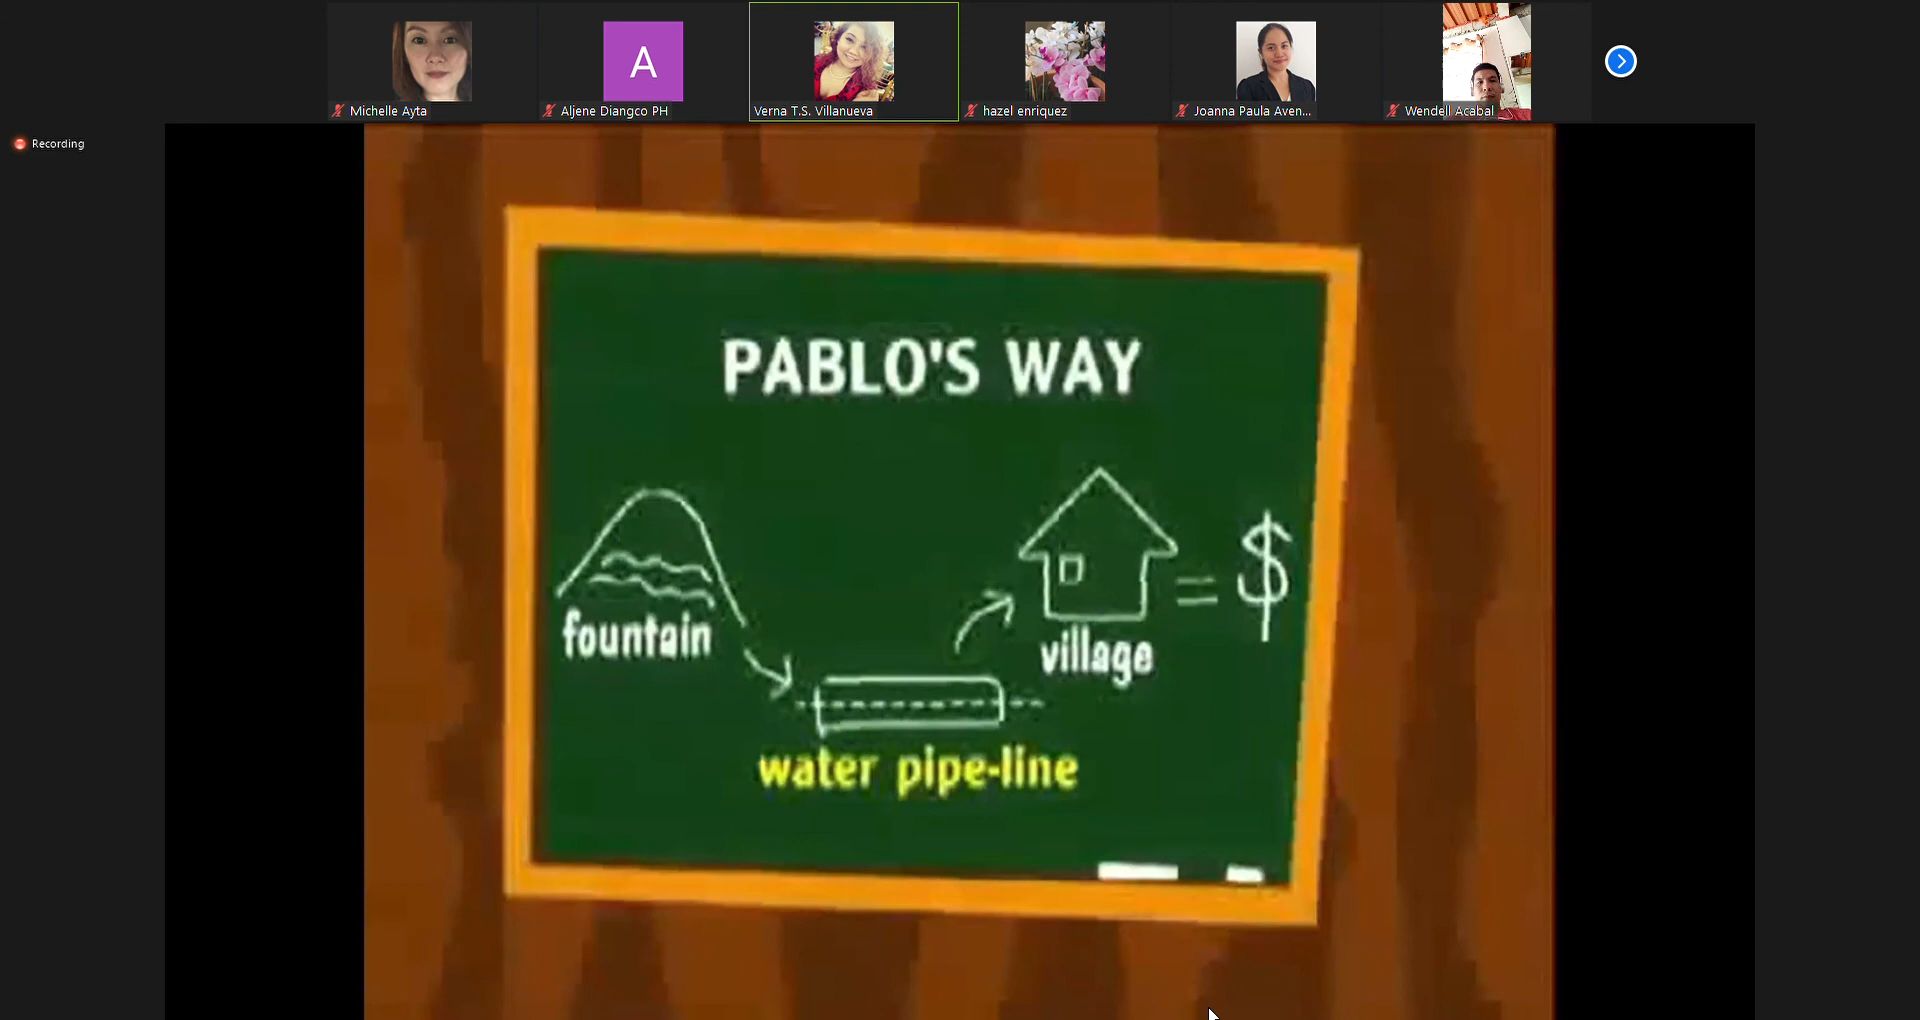 A
Michelle Ayta
Aljene Diangco PH
Verna T.S. Villanueva
hazel enriquez
Joanna Paula Aven...
Wendell Acabal
Recording
PABLO'S WAY
fountain
village
= $
water pipe-line